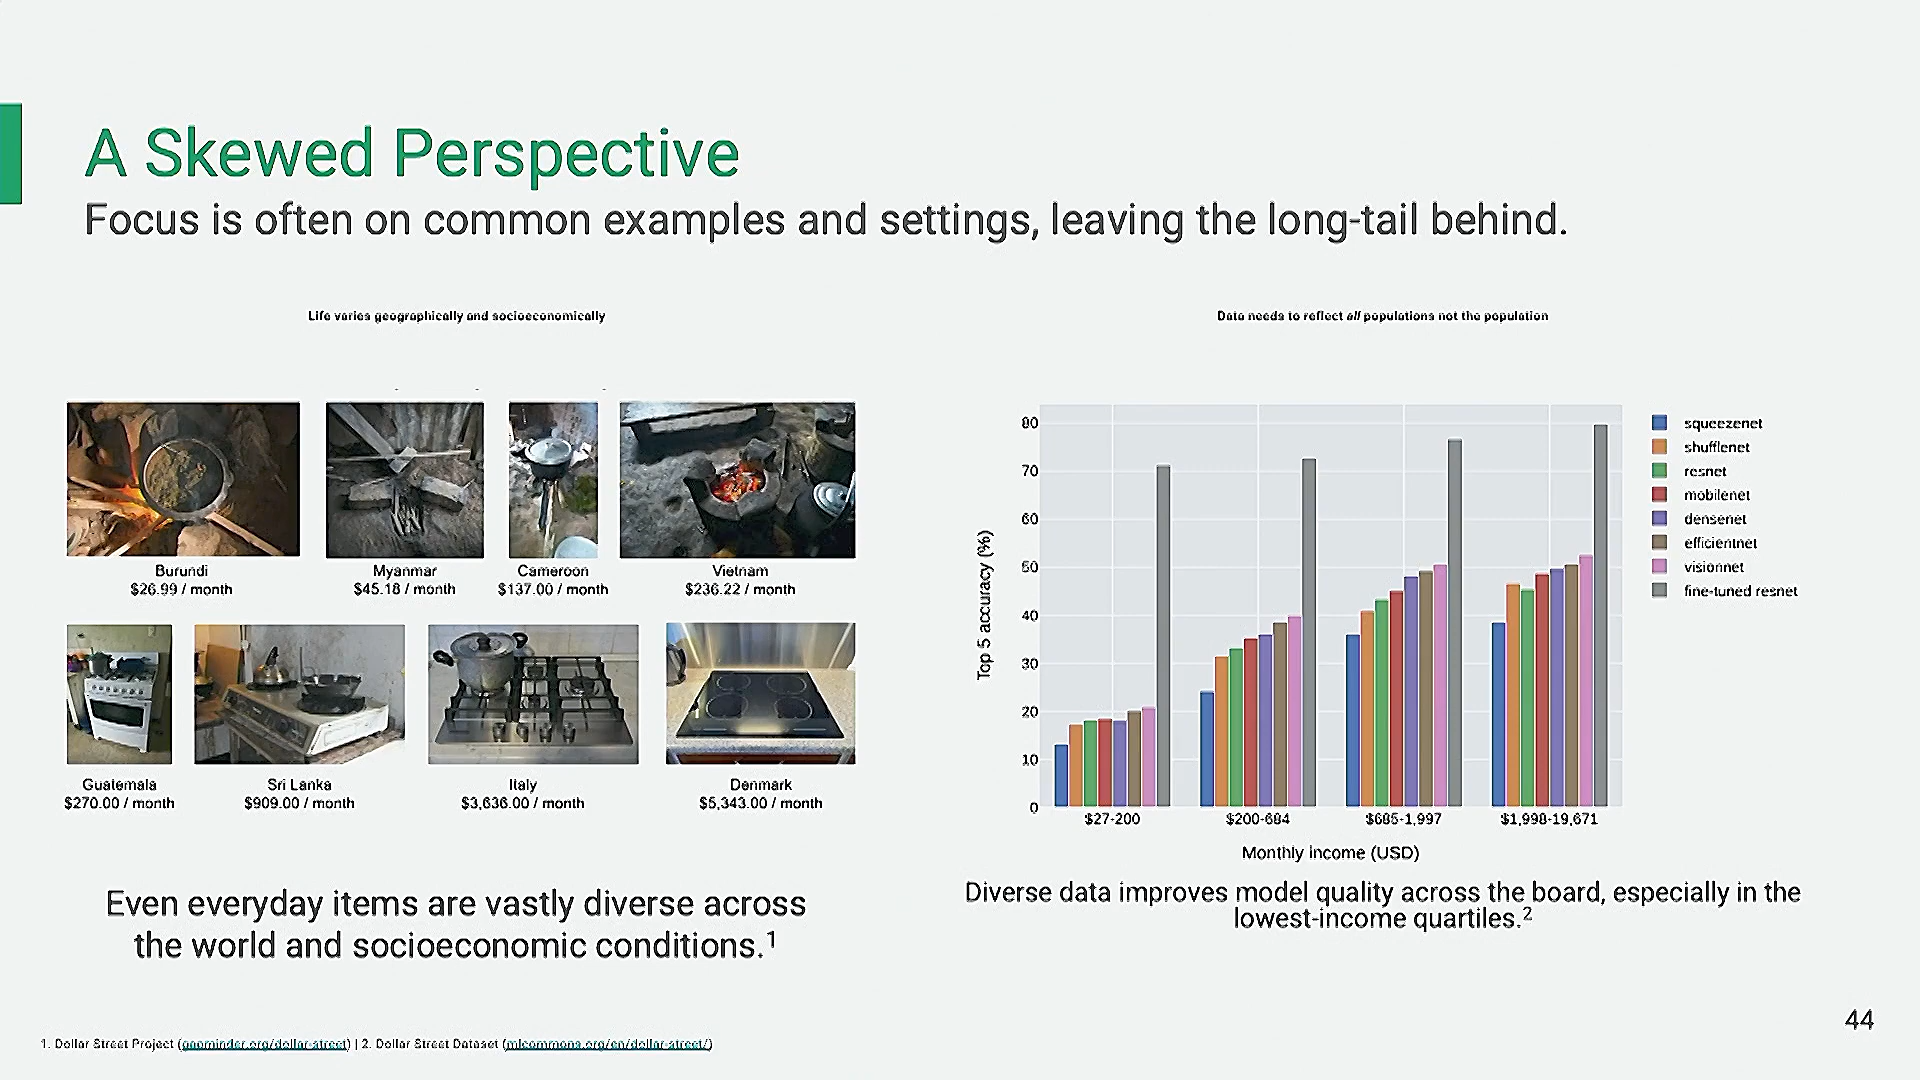 A Skewed Perspective
Focus is often on common examples and settings, leaving the long-tail behind.
Life varies geographically and socioeconomically
Burundi
$26.99 / month
Myanmar
$45.18 / month
Cameroon
$137.00 / month
Vietnam
$236.22 / month
Guatemala
$270.00 / month
Sri Lanka
$909.00 / month
Italy
$3,636.00 / month
Denmark
$5,343.00 / month
Even everyday items are vastly diverse across
the world and socioeconomic conditions.¹
Data needs to reflect all populations not the population
Top 5 accuracy (%)
80
70
60
50
40
30
20
10
0
$27-200
$200-684
$685-1,997
$1,998-19,671
Monthly income (USD)
squeezenet
shufflenet
resnet
mobilenet
densenet
efficientnet
visionnet
fine-tuned resnet
Diverse data improves model quality across the board, especially in the
lowest-income quartiles.²
1. Dollar Street Project (gapminder.org/dollar-street) | 2. Dollar Street Dataset (mlcommons.org/en/dollar-street/)
44